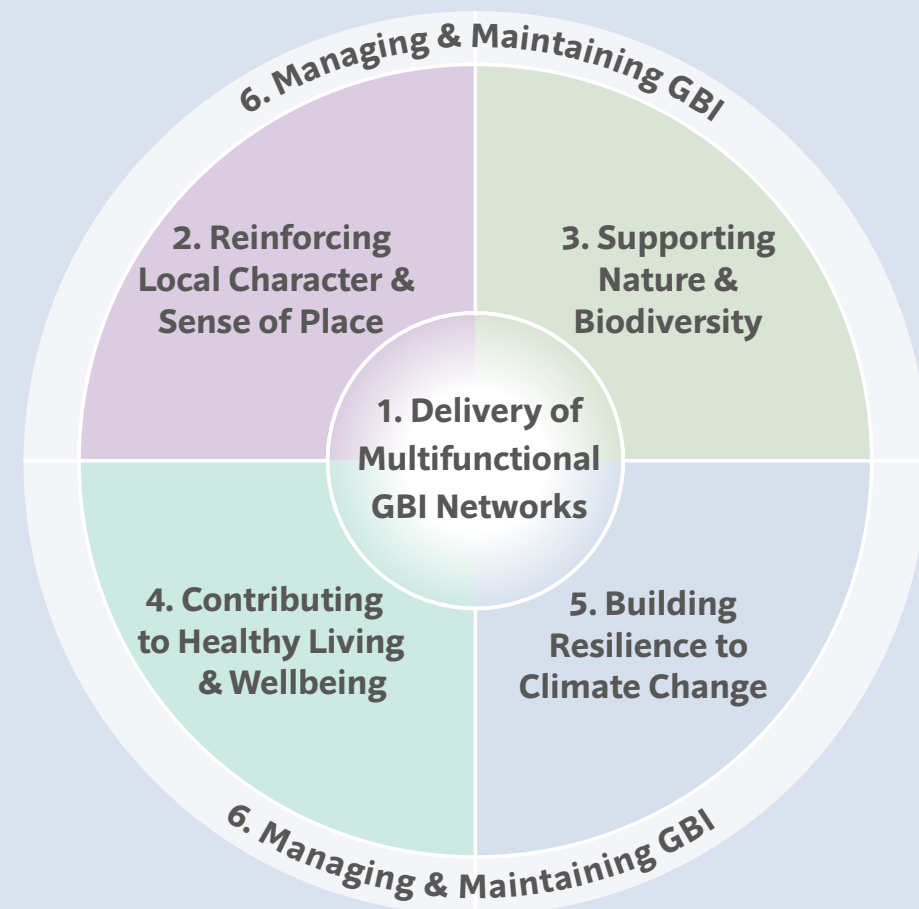 6. Managing & Maintaining GBI
2. Reinforcing
Local Character &
Sense of Place
3. Supporting
Nature &
Biodiversity
1. Delivery of
Multifunctional
GBI Networks
4. Contributing
to Healthy Living
& Wellbeing
5. Building
Resilience to
Climate Change
6. Managing & Maintaining GBI